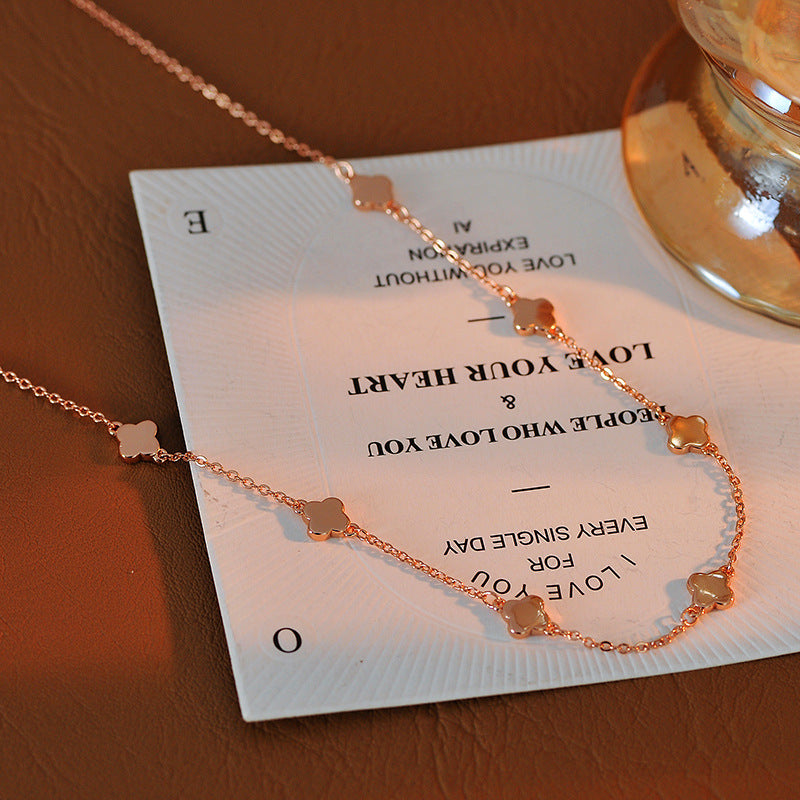 O
I LOVE YOU
FOR
EVERY SINGLE DAY
PEOPLE WHO LOVE YOU
&
LOVE YOUR HEART
LOVE YOU WITHOUT
EXPIRATION
AI
E